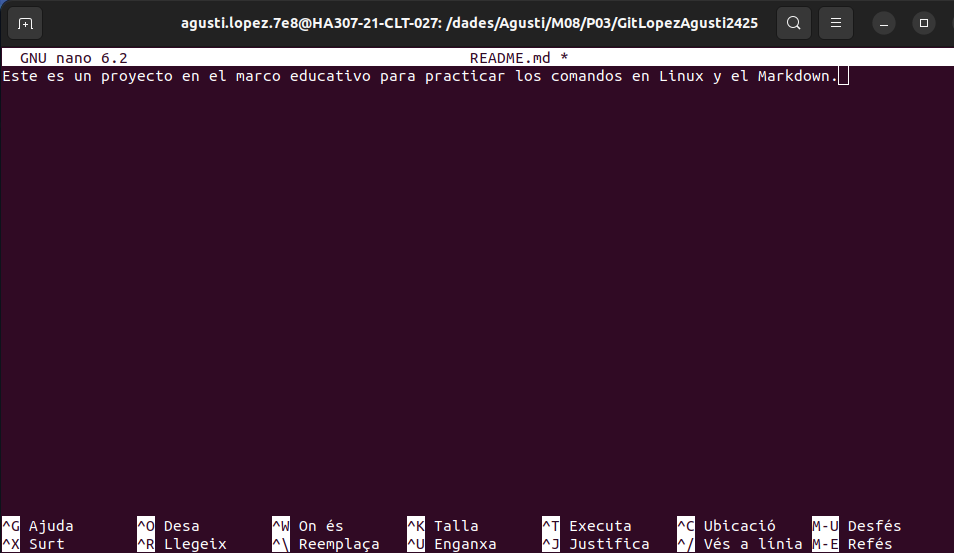 agusti.lopez.7e8@HA307-21-CLT-027: /dades/Agusti/M08/P03/GitLopezAgusti2425
GNU nano 6.2 README.md *
Este es un proyecto en el marco educativo para practicar los comandos en Linux y el Markdown.
^G Ajuda ^O Desa ^W On és ^K Talla ^T Executa ^C Ubicació M-U Desfés
^X Surt ^R Llegeix ^\ Reemplaça ^U Enganxa ^J Justifica ^/ Vés a línia M-E Refés